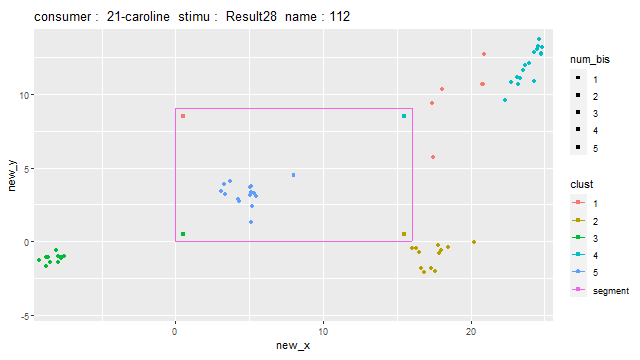 consumer : 21-caroline stimu : Result28 name : 112
new_y
10
5
0
-5
0
10
20
new_x
num_bis
1
2
3
4
5
clust
1
2
3
4
5
segment